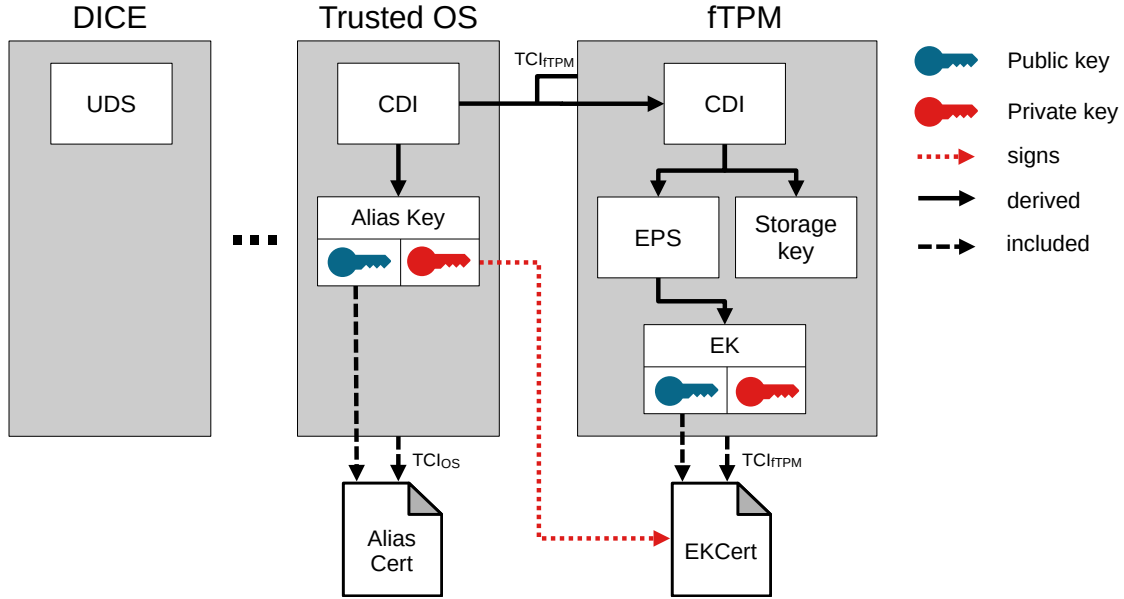 DICE
Trusted OS
fTPM
UDS
CDI
TCIfTPM
CDI
Public key
Private key
signs
derived
included
Alias Key
EPS
Storage
key
EK
TCIOS
TCIfTPM
Alias
Cert
EKCert